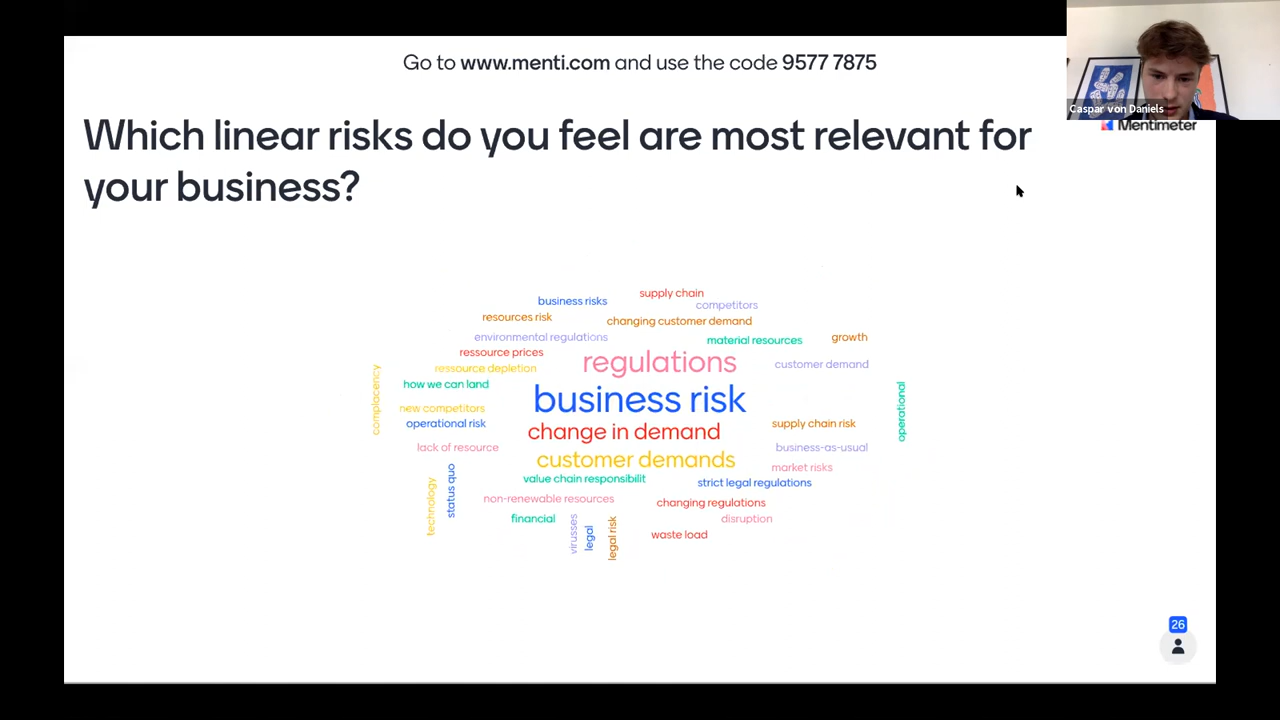 Go to www.menti.com and use the code 9577 7875
Caspar von Daniels
Mentimeter
Which linear risks do you feel are most relevant for
your business?
supply chain
business risks
competitors
resources risk
changing customer demand
environmental regulations
material resources
growth
ressource prices
regulations
customer demand
ressource depletion
complacency
how we can land
business risk
operational
new competitors
operational risk
change in demand
supply chain risk
lack of resource
customer demands
business-as-usual
market risks
value chain responsibilit
strict legal regulations
status quo
technology
non-renewable resources
changing regulations
financial
disruption
virusses
legal
legal risk
waste load
26